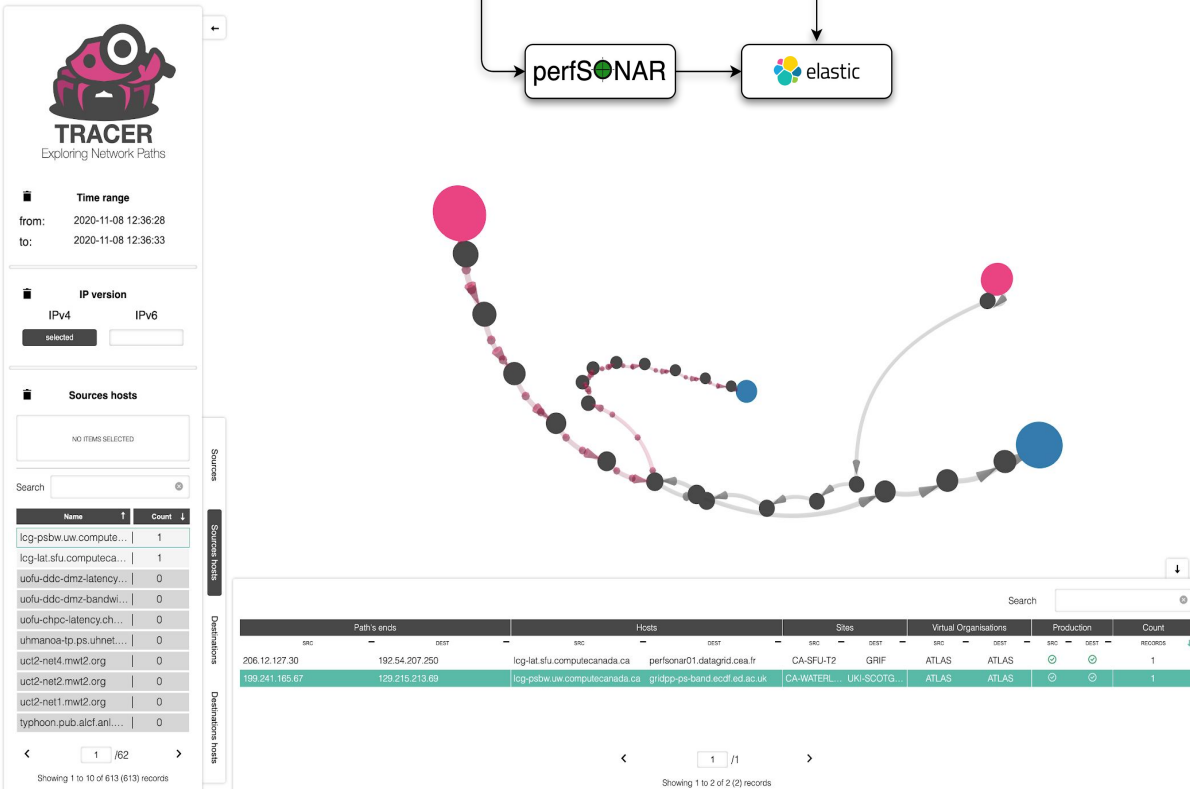 ←
perfSONAR
elastic
TRACER
Exploring Network Paths
Time range
from: 2020-11-08 12:36:28
to: 2020-11-08 12:36:33
IP version
IPv4 IPv6
selected
Sources hosts
NO ITEMS SELECTED
Search
Name ↑ Count ↓
lcg-psbw.uw.compute... 1
lcg-lat.sfu.computeca... 1
uofu-ddc-dmz-latency... 0
uofu-ddc-dmz-bandwi... 0
uofu-chpc-latency.ch... 0
uhmanoa-tp.ps.uhnet.... 0
uct2-net4.mwt2.org 0
uct2-net2.mwt2.org 0
uct2-net1.mwt2.org 0
typhoon.pub.alcf.anl.... 0
‹ 1 /62 ›
Showing 1 to 10 of 613 (613) records
Sources
Sources hosts
Destinations
Destinations hosts
↓
Search
Path's ends Hosts Sites Virtual Organisations Production Count
SRC DEST SRC DEST SRC DEST SRC DEST SRC DEST RECORDS ↓
206.12.127.30 192.54.207.250 lcg-lat.sfu.computecanada.ca perfsonar01.datagrid.cea.fr CA-SFU-T2 GRIF ATLAS ATLAS 1
199.241.165.67 129.215.213.69 lcg-psbw.uw.computecanada.ca gridpp-ps-band.ecdf.ed.ac.uk CA-WATERL... UKI-SCOTG... ATLAS ATLAS 1
‹ 1 /1 ›
Showing 1 to 2 of 2 (2) records